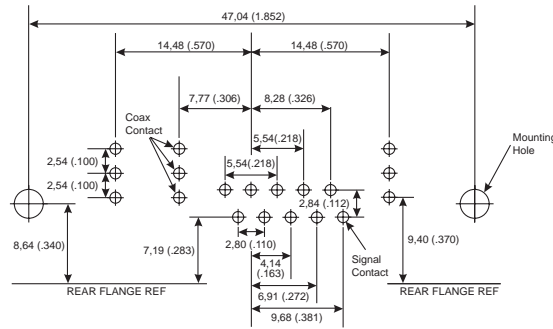 47,04 (1.852)
14,48 (.570)
14,48 (.570)
7,77 (.306)
8,28 (.326)
Coax
Contact
5,54(.218)
Mounting
Hole
2,54 (.100)
5,54(.218)
2,54 (.100)
2,84 (.112)
8,64 (.340)
7,19 (.283)
2,80 (.110)
9,40 (.370)
4,14
(.163)
Signal
Contact
REAR FLANGE REF
6,91 (.272)
REAR FLANGE REF
9,68 (.381)